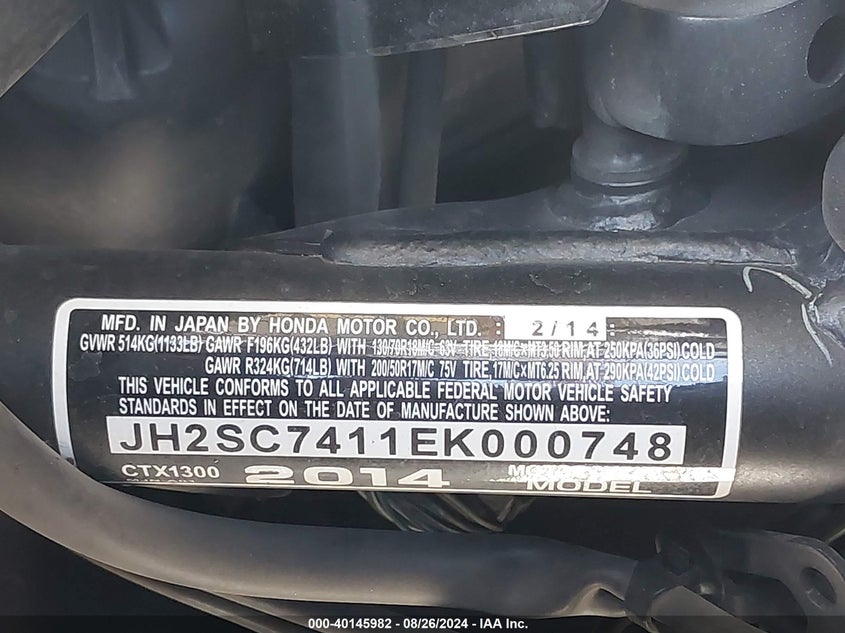 MFD. IN JAPAN BY HONDA MOTOR CO., LTD. : 2/14 :
GVWR 514KG(1133LB) GAWR F196KG(432LB) WITH 130/70R18M/C 63V TIRE, 18M/C×MT3.50 RIM, AT 250KPA(36PSI)COLD
GAWR R324KG(714LB) WITH 200/50R17M/C 75V TIRE, 17M/C×MT6.25 RIM, AT 290KPA(42PSI)COLD
THIS VEHICLE CONFORMS TO ALL APPLICABLE FEDERAL MOTOR VEHICLE SAFETY
STANDARDS IN EFFECT ON THE DATE OF MANUFACTURE SHOWN ABOVE:
JH2SC7411EK000748
CTX1300 2014 MODEL
000-40145982 - 08/26/2024 - IAA Inc.